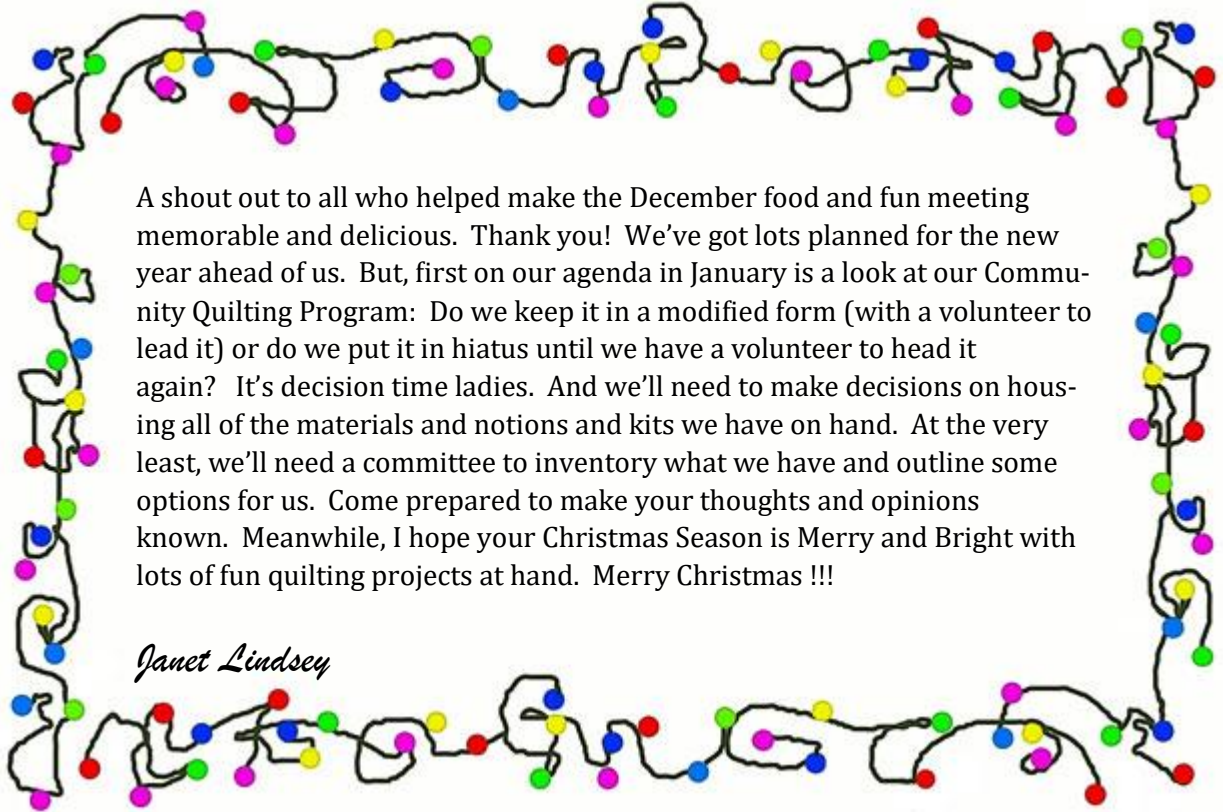 A shout out to all who helped make the December food and fun meeting
memorable and delicious.  Thank you!  We’ve got lots planned for the new
year ahead of us.  But, first on our agenda in January is a look at our Commu-
nity Quilting Program:  Do we keep it in a modified form (with a volunteer to
lead it) or do we put it in hiatus until we have a volunteer to head it
again?   It’s decision time ladies.  And we’ll need to make decisions on hous-
ing all of the materials and notions and kits we have on hand.  At the very
least, we’ll need a committee to inventory what we have and outline some
options for us.  Come prepared to make your thoughts and opinions
known.  Meanwhile, I hope your Christmas Season is Merry and Bright with
lots of fun quilting projects at hand.  Merry Christmas !!!
Janet Lindsey